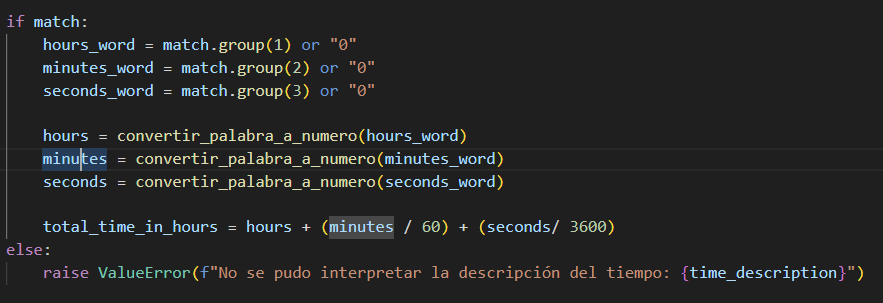 if match:
hours_word = match.group(1) or "0"
minutes_word = match.group(2) or "0"
seconds_word = match.group(3) or "0"
hours = convertir_palabra_a_numero(hours_word)
minutes = convertir_palabra_a_numero(minutes_word)
seconds = convertir_palabra_a_numero(seconds_word)
total_time_in_hours = hours + (minutes / 60) + (seconds/ 3600)
else:
raise ValueError(f"No se pudo interpretar la descripción del tiempo: {time_description}")